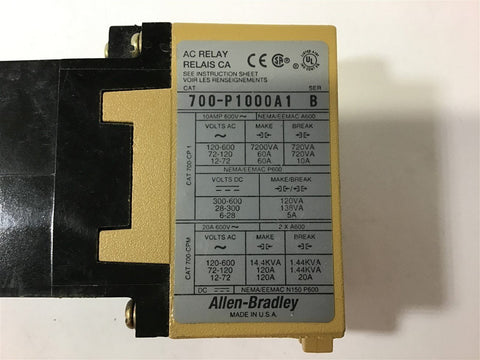 AC RELAY
RELAIS CA
SEE INSTRUCTION SHEET
VOIR LES RENSEIGNEMENTS
CE SA ® UL
CAT SER
700-P1000A1 B
10AMP 600V~ NEMA/EEMAC A600
CAT 700-CP1
VOLTS AC MAKE BREAK
~
120-600 7200VA 720VA
72-120 60A 720VA
12-72 60A 10A
NEMA/EEMAC P600
VOLTS DC MAKE/BREAK
300-600 120VA
28-300 138VA
6-28 5A
20A 600V~ 2 X A600
CAT 700-CPM
VOLTS AC MAKE BREAK
~
120-600 14.4KVA 1.44KVA
72-120 120A 1.44KVA
12-72 120A 20A
DC NEMA/EEMAC N150 P600
Allen-Bradley
MADE IN U.S.A.